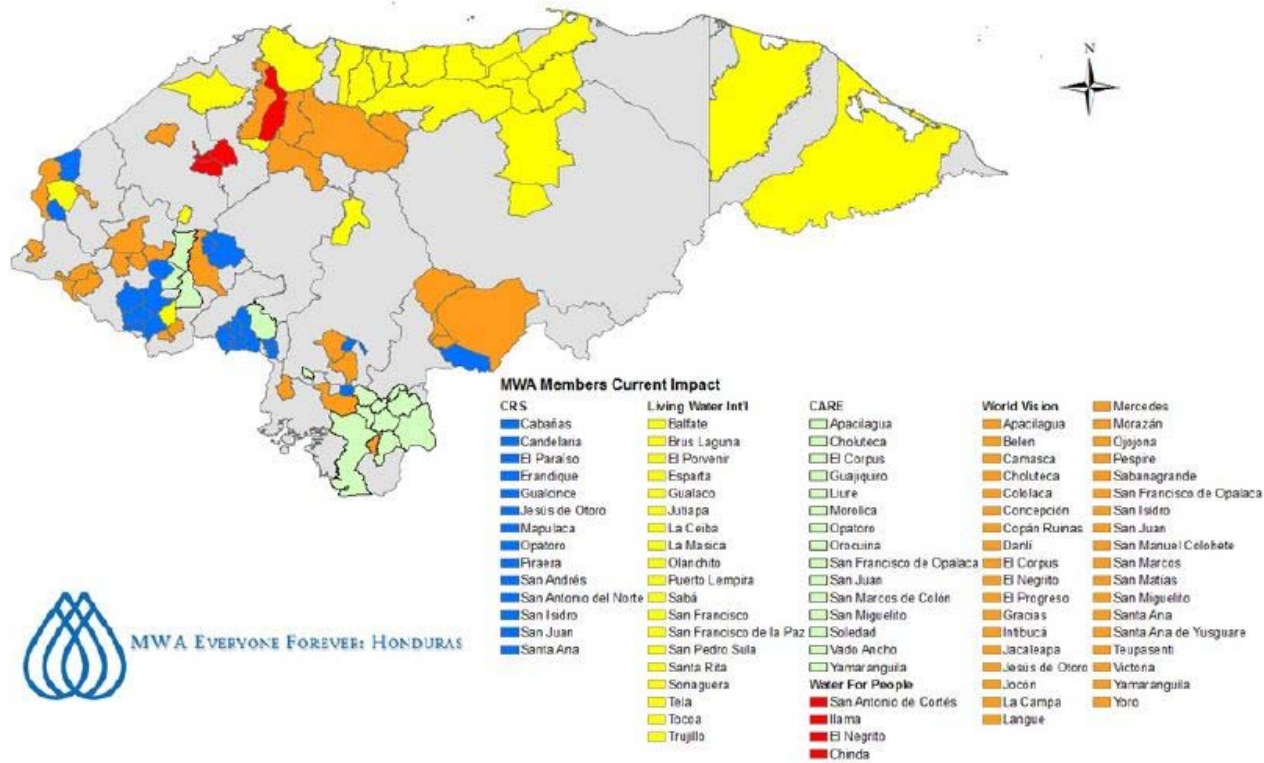 N
MWA Members Current Impact
CRS
Cabañas
Candelaria
El Paraíso
Erandique
Gualcince
Jesús de Otoro
Mapulaca
Opatoro
Piraera
San Andrés
San Antonio del Norte
San Isidro
San Juan
Santa Ana
Living Water Int'l
Balfate
Brus Laguna
El Porvenir
Esparta
Gualaco
Jutiapa
La Ceiba
La Masica
Olanchito
Puerto Lempira
Sabá
San Francisco
San Francisco de la Paz
San Pedro Sula
Santa Rita
Sonaguera
Tela
Tocoa
Trujillo
CARE
Apacilagua
Choluteca
El Corpus
Guajiquiro
Liure
Morolica
Opatoro
Orocuina
San Francisco de Opalaca
San Juan
San Marcos de Colón
San Miguelito
Soledad
Vado Ancho
Yamaranguila
Water For People
San Antonio de Cortés
Ilama
El Negrito
Chinda
World Vision
Apacilagua
Belen
Camasca
Choluteca
Cololaca
Concepción
Copán Ruinas
Danlí
El Corpus
El Negrito
El Progreso
Gracias
Intibucá
Jacaleapa
Jesús de Otoro
Jocón
La Campa
Langue
Mercedes
Morazán
Ojojona
Pespire
Sabanagrande
San Francisco de Opalaca
San Isidro
San Juan
San Manuel Colohete
San Marcos
San Matías
San Miguelito
Santa Ana
Santa Ana de Yusguare
Teupasenti
Victoria
Yamaranguila
Yoro
MWA EVERYONE FOREVER: HONDURAS